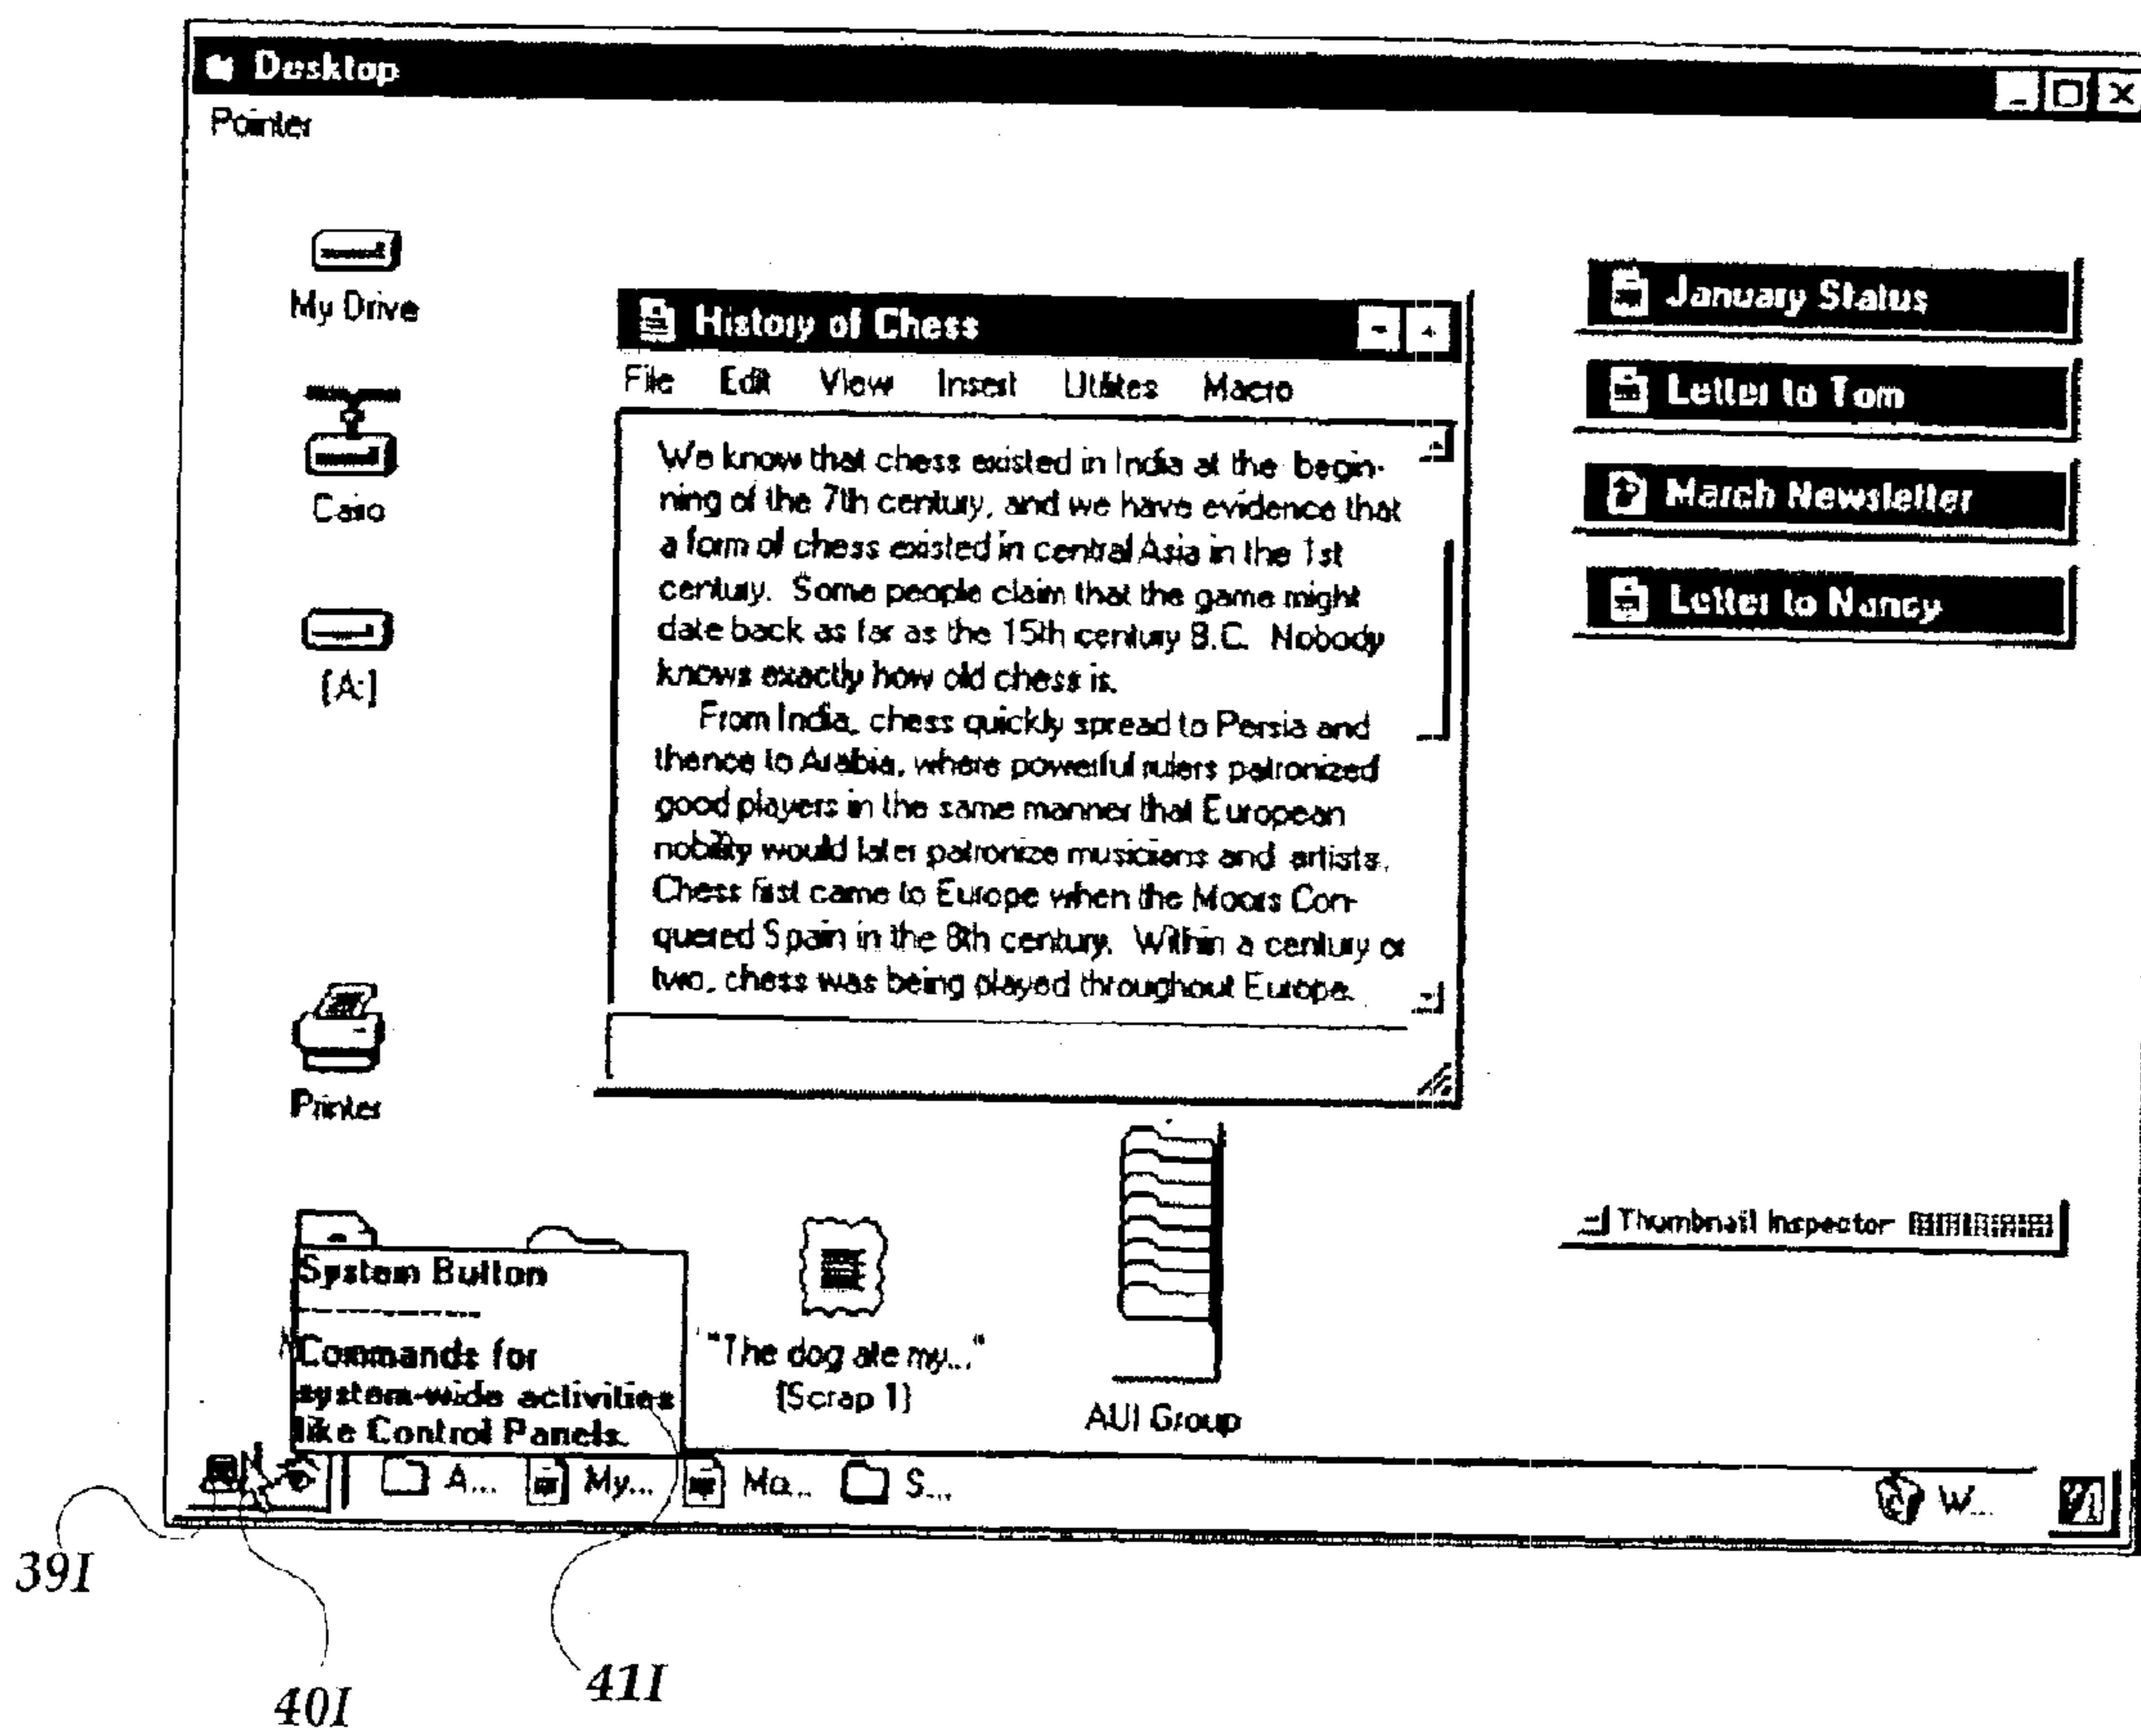 Desktop
Pointer
My Drive
Cairo
[A:]
Printer
History of Chess
File Edit View Insert Utilites Macro
We know that chess existed in India at the begin-
ning of the 7th century, and we have evidence that
a form of chess existed in central Asia in the 1st
century. Some people claim that the game might
date back as far as the 15th century B.C. Nobody
knows exactly how old chess is.
From India, chess quickly spread to Persia and
thence to Arabia, where powerful rulers patronized
good players in the same manner that European
nobility would later patronize musicians and artists.
Chess first came to Europe when the Moors Con-
quered Spain in the 8th century. Within a century or
two, chess was being played throughout Europe.
January Status
Letter to Tom
March Newsletter
Letter to Nancy
Thumbnail Inspector
System Button
Commands for
system-wide activities
like Control Panels.
"The dog ate my..."
(Scrap 1)
AUI Group
A... My... Ma... S... W...
39I
40I
41I